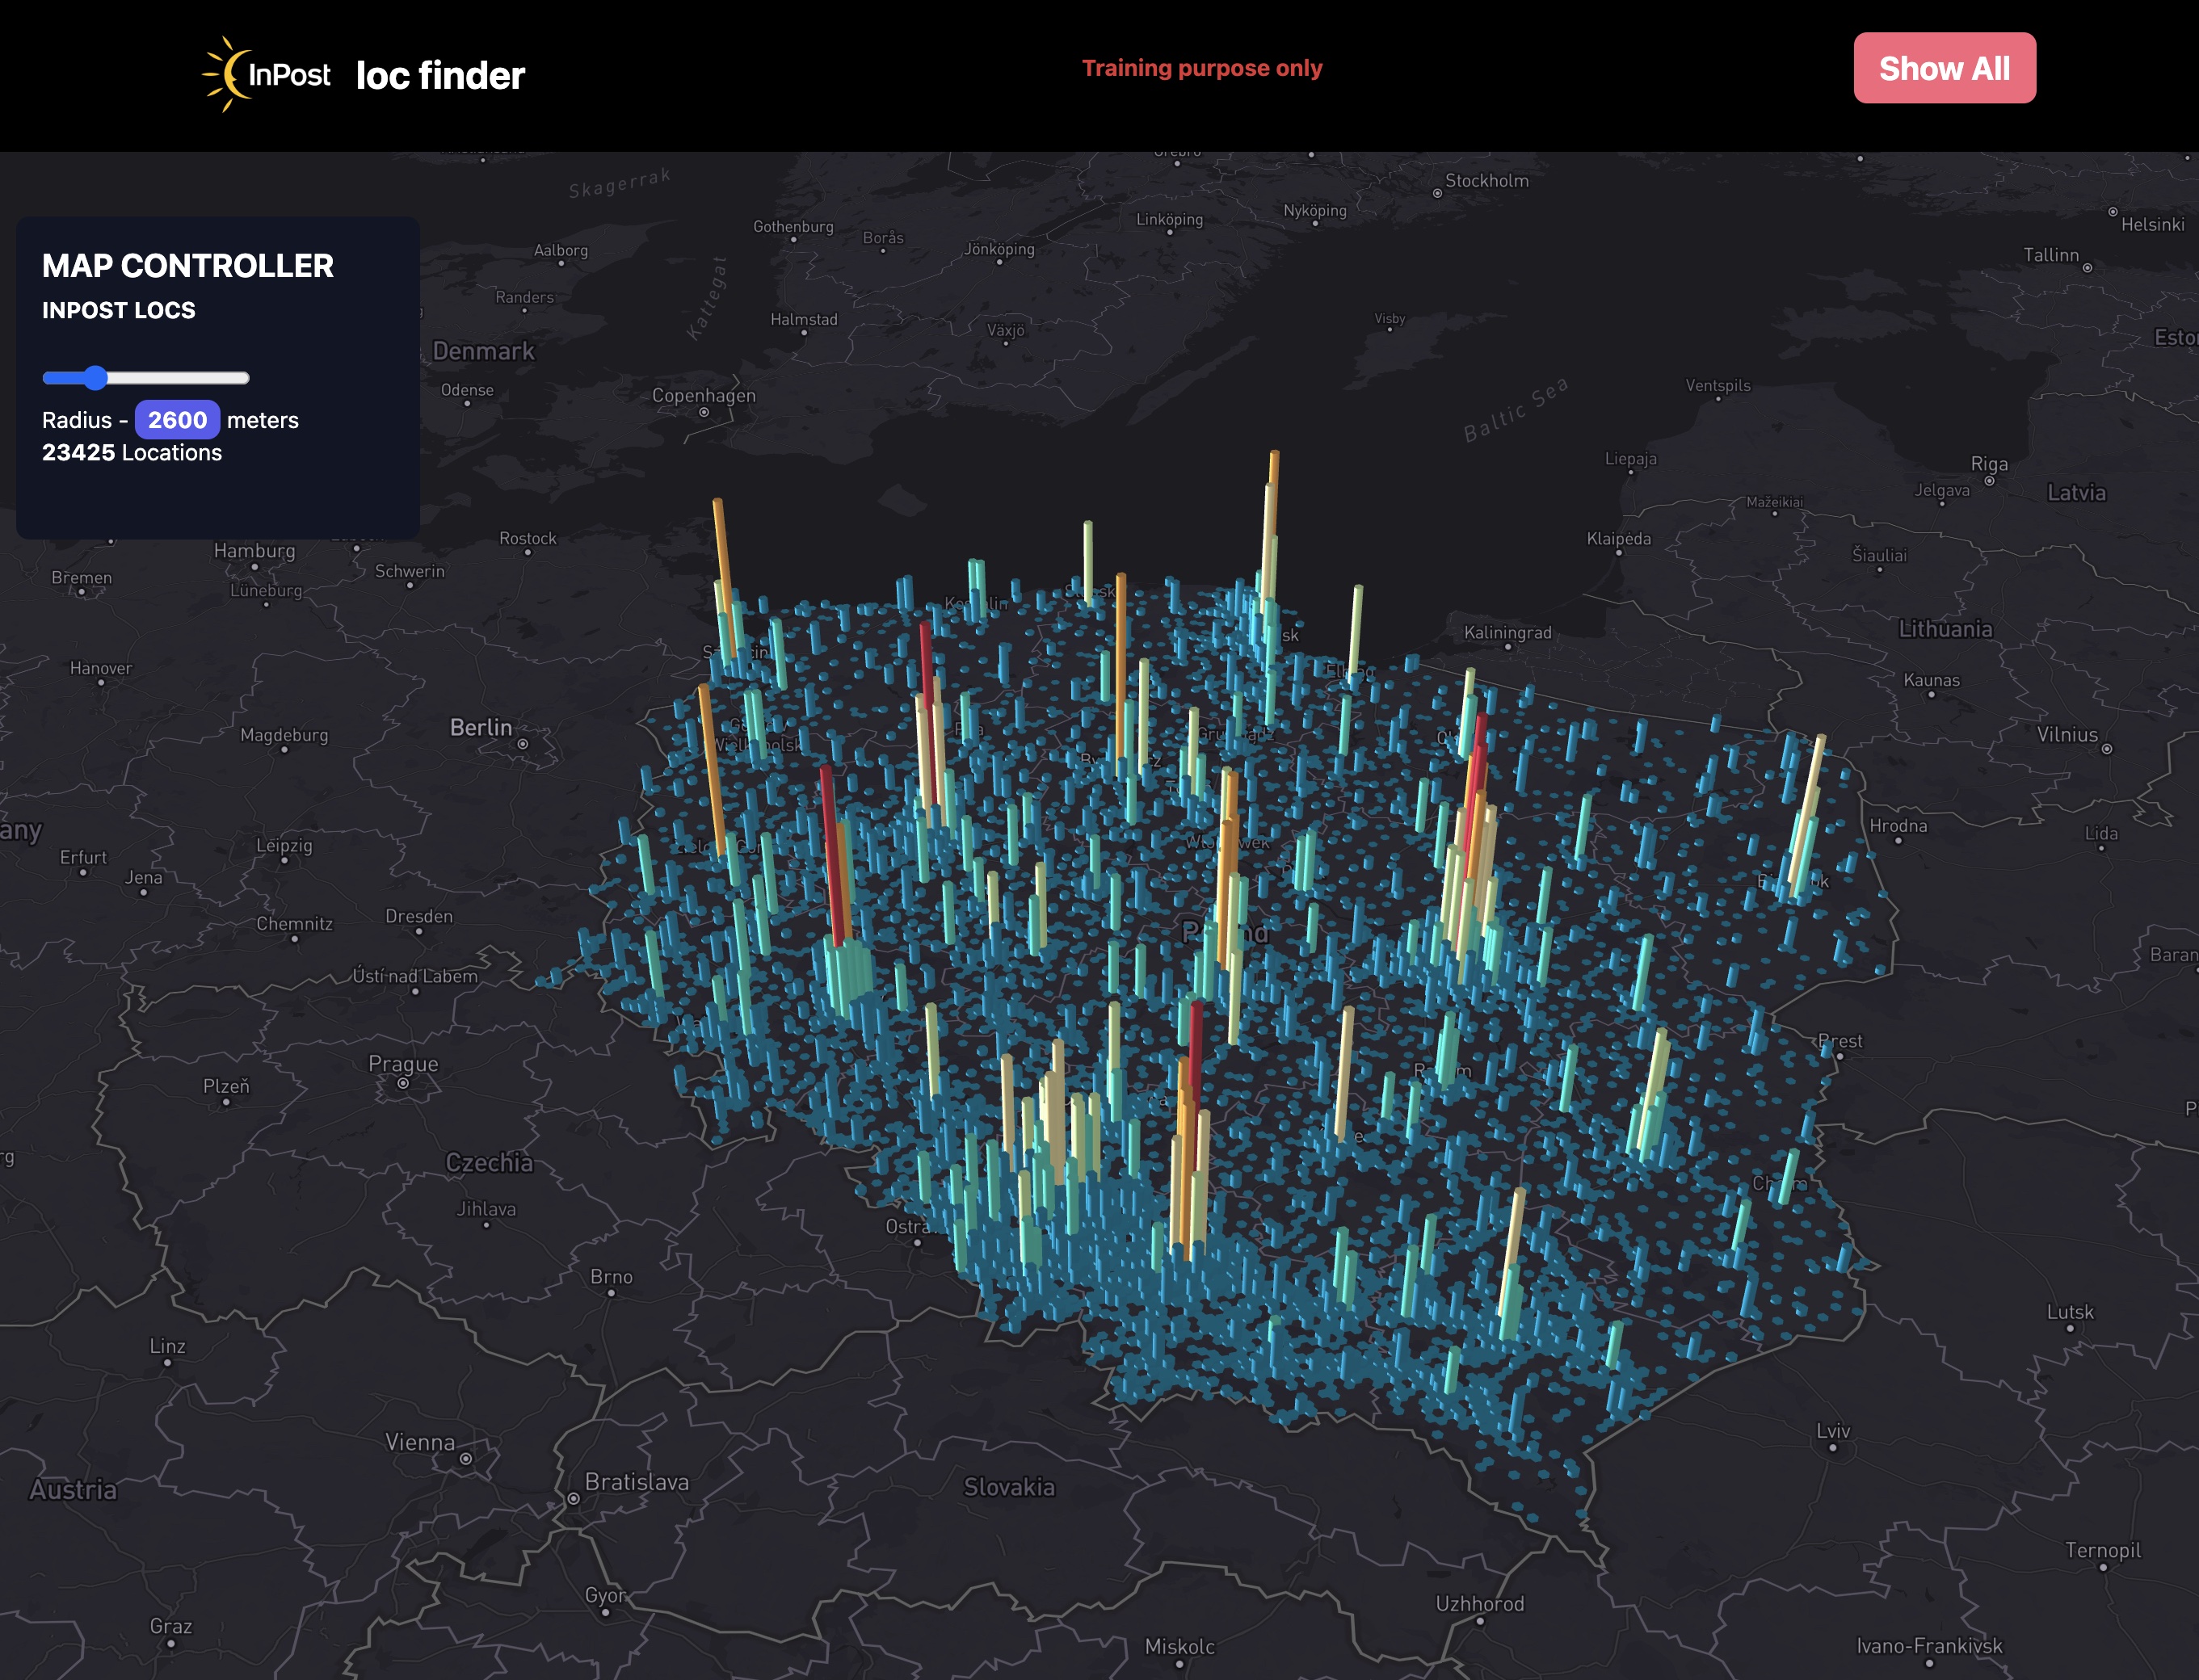 InPost loc finder
Training purpose only
Show All
MAP CONTROLLER
INPOST LOCS
Radius - 2600 meters
23425 Locations
Skagerrak
Stockholm
Nyköping
Linköping
Gothenburg
Borås
Jönköping
Helsinki
Tallinn
Aalborg
Randers
Kattegat
Halmstad
Växjö
Visby
Denmark
Odense
Copenhagen
Baltic Sea
Ventspils
Liepaja
Riga
Jelgava
Latvia
Mažeikiai
Klaipėda
Šiauliai
Rostock
Hamburg
Bremen
Schwerin
Lüneburg
Kaliningrad
Lithuania
Kaunas
Vilnius
Hanover
Berlin
Magdeburg
Hrodna
Lida
Erfurt
Leipzig
Jena
Chemnitz
Dresden
Ústí nad Labem
Prague
Plzeň
Brest
Czechia
Jihlava
Brno
Linz
Lutsk
Vienna
Bratislava
Austria
Slovakia
Lviv
Ternopil
Gyor
Uzhhorod
Graz
Miskolc
Ivano-Frankivsk